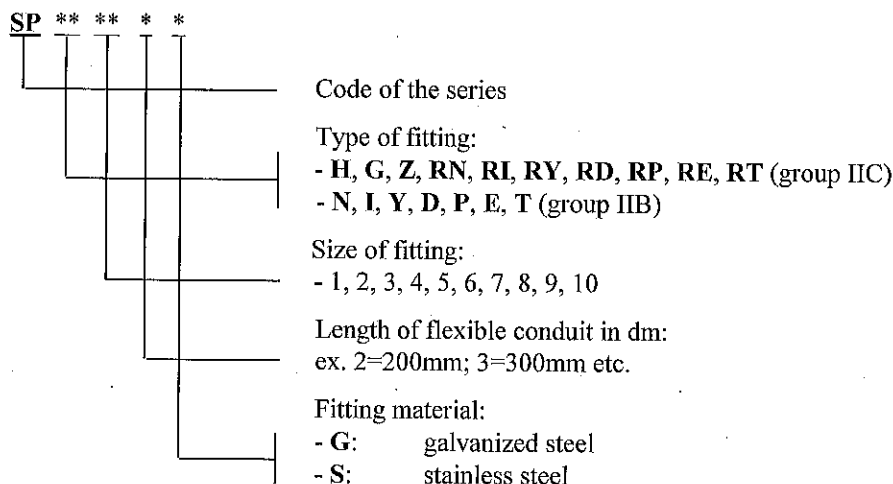 SP ** ** * *
Code of the series
Type of fitting:
- H, G, Z, RN, RI, RY, RD, RP, RE, RT (group IIC)
- N, I, Y, D, P, E, T (group IIB)
Size of fitting:
- 1, 2, 3, 4, 5, 6, 7, 8, 9, 10
Length of flexible conduit in dm:
ex. 2=200mm; 3=300mm etc.
Fitting material:
- G: galvanized steel
- S: stainless steel